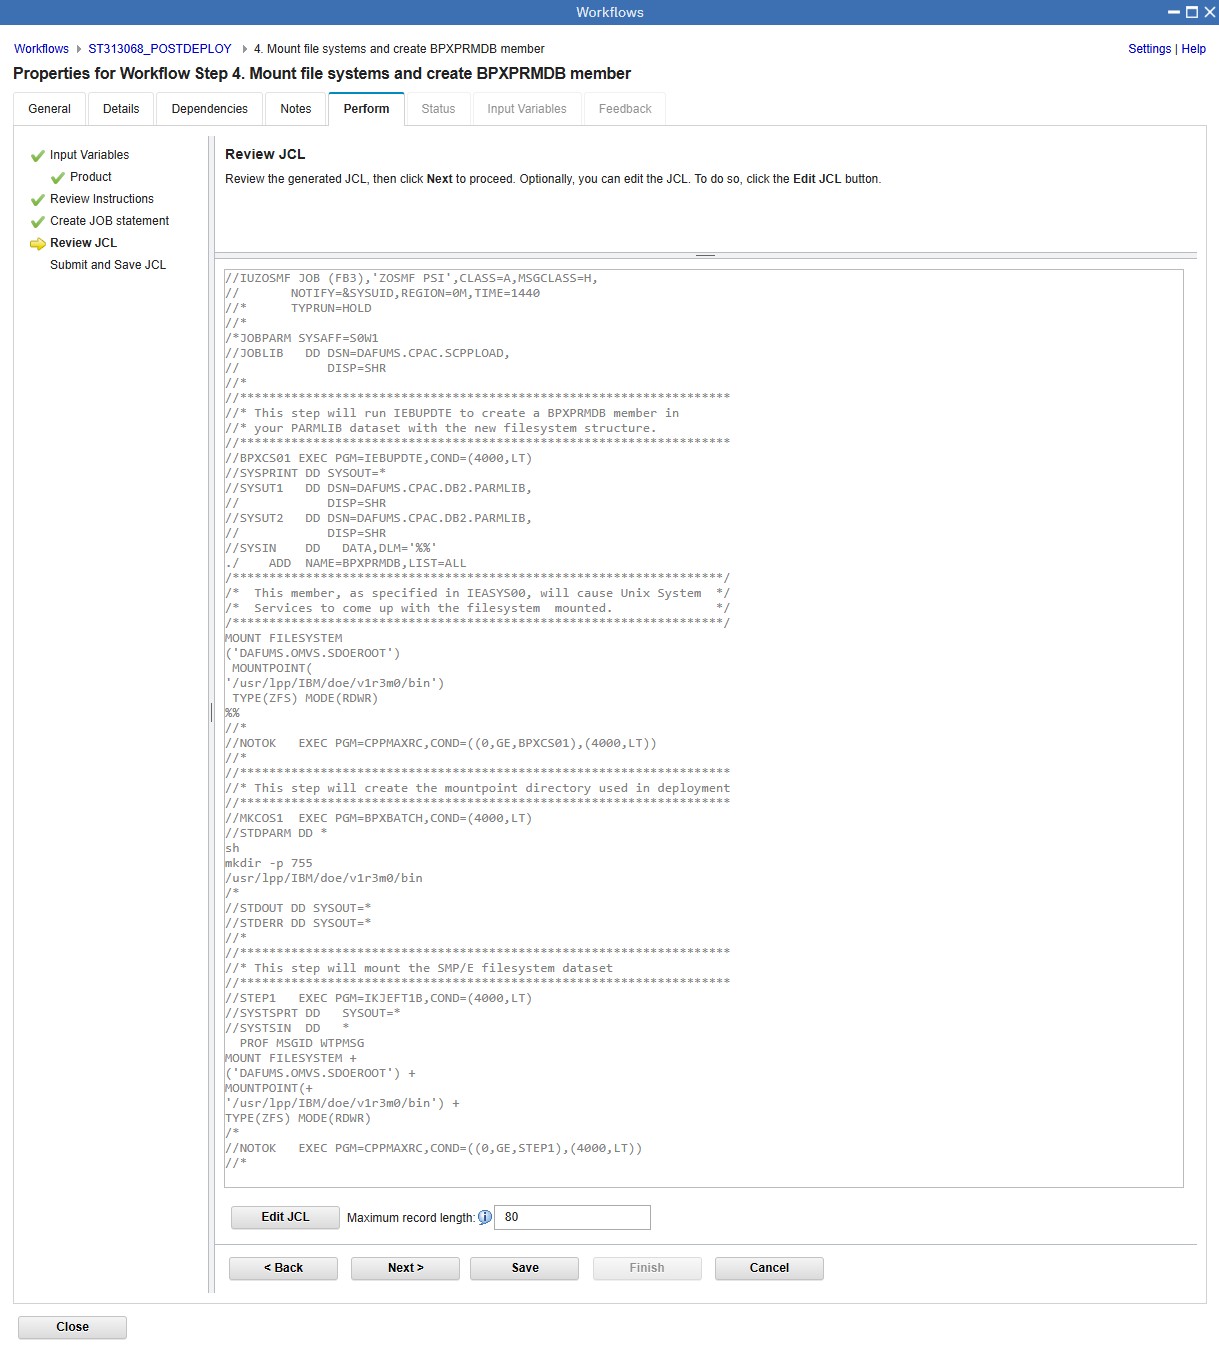 Workflows
Workflows ST313068_POSTDEPLOY 4. Mount file systems and create BPXPRMDB member Settings | Help
Properties for Workflow Step 4. Mount file systems and create BPXPRMDB member
General Details Dependencies Notes Perform Status Input Variables Feedback
Input Variables
Product
Review Instructions
Create JOB statement
Review JCL
Submit and Save JCL
Review JCL
Review the generated JCL, then click Next to proceed. Optionally, you can edit the JCL. To do so, click the Edit JCL button.
//IUZOSMF JOB (FB3),'ZOSMF PSI',CLASS=A,MSGCLASS=H,
//       NOTIFY=&SYSUID,REGION=0M,TIME=1440
//*      TYPRUN=HOLD
//*
/*JOBPARM SYSAFF=S0W1
//JOBLIB   DD DSN=DAFUMS.CPAC.SCPPLOAD,
//            DISP=SHR
//*
//*******************************************************************
//* This step will run IEBUPDTE to create a BPXPRMDB member in
//* your PARMLIB dataset with the new filesystem structure.
//*******************************************************************
//BPXCS01 EXEC PGM=IEBUPDTE,COND=(4000,LT)
//SYSPRINT DD SYSOUT=*
//SYSUT1   DD DSN=DAFUMS.CPAC.DB2.PARMLIB,
//            DISP=SHR
//SYSUT2   DD DSN=DAFUMS.CPAC.DB2.PARMLIB,
//            DISP=SHR
//SYSIN    DD   DATA,DLM='%%'
./    ADD  NAME=BPXPRMDB,LIST=ALL
/*******************************************************************/
/*  This member, as specified in IEASYS00, will cause Unix System  */
/*  Services to come up with the filesystem  mounted.              */
/*******************************************************************/
MOUNT FILESYSTEM
('DAFUMS.OMVS.SDOEROOT')
 MOUNTPOINT(
'/usr/lpp/IBM/doe/v1r3m0/bin')
 TYPE(ZFS) MODE(RDWR)
%%
//*
//NOTOK   EXEC PGM=CPPMAXRC,COND=((0,GE,BPXCS01),(4000,LT))
//*
//*******************************************************************
//* This step will create the mountpoint directory used in deployment
//*******************************************************************
//MKCOS1  EXEC PGM=BPXBATCH,COND=(4000,LT)
//STDPARM DD *
sh
mkdir -p 755
/usr/lpp/IBM/doe/v1r3m0/bin
/*
//STDOUT DD SYSOUT=*
//STDERR DD SYSOUT=*
//*
//*******************************************************************
//* This step will mount the SMP/E filesystem dataset
//*******************************************************************
//STEP1   EXEC PGM=IKJEFT1B,COND=(4000,LT)
//SYSTSPRT DD   SYSOUT=*
//SYSTSIN  DD   *
  PROF MSGID WTPMSG
MOUNT FILESYSTEM +
('DAFUMS.OMVS.SDOEROOT') +
MOUNTPOINT(+
'/usr/lpp/IBM/doe/v1r3m0/bin') +
TYPE(ZFS) MODE(RDWR)
/*
//NOTOK   EXEC PGM=CPPMAXRC,COND=((0,GE,STEP1),(4000,LT))
//*
Edit JCL Maximum record length: 80
< Back Next > Save Finish Cancel
Close